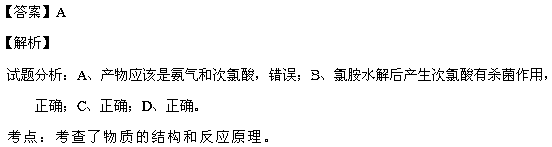 【答案】A
【解析】
试题分析：A、产物应该是氨气和次氯酸，错误；B、氯胺水解后产生次氯酸有杀菌作用，
正确；C、正确；D、正确。
考点：考查了物质的结构和反应原理。